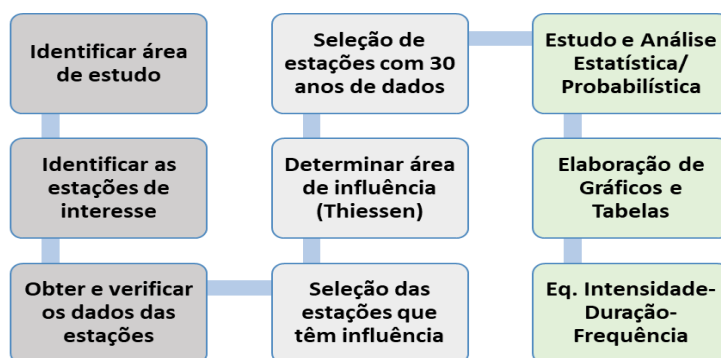 Identificar área
de estudo
Identificar as
estações de
interesse
Obter e verificar
os dados das
estações
Seleção das
estações que
têm influência
Determinar área
de influência
(Thiessen)
Seleção de
estações com 30
anos de dados
Estudo e Análise
Estatística/
Probabilística
Elaboração de
Gráficos e
Tabelas
Eq. Intensidade-
Duração-
Frequência